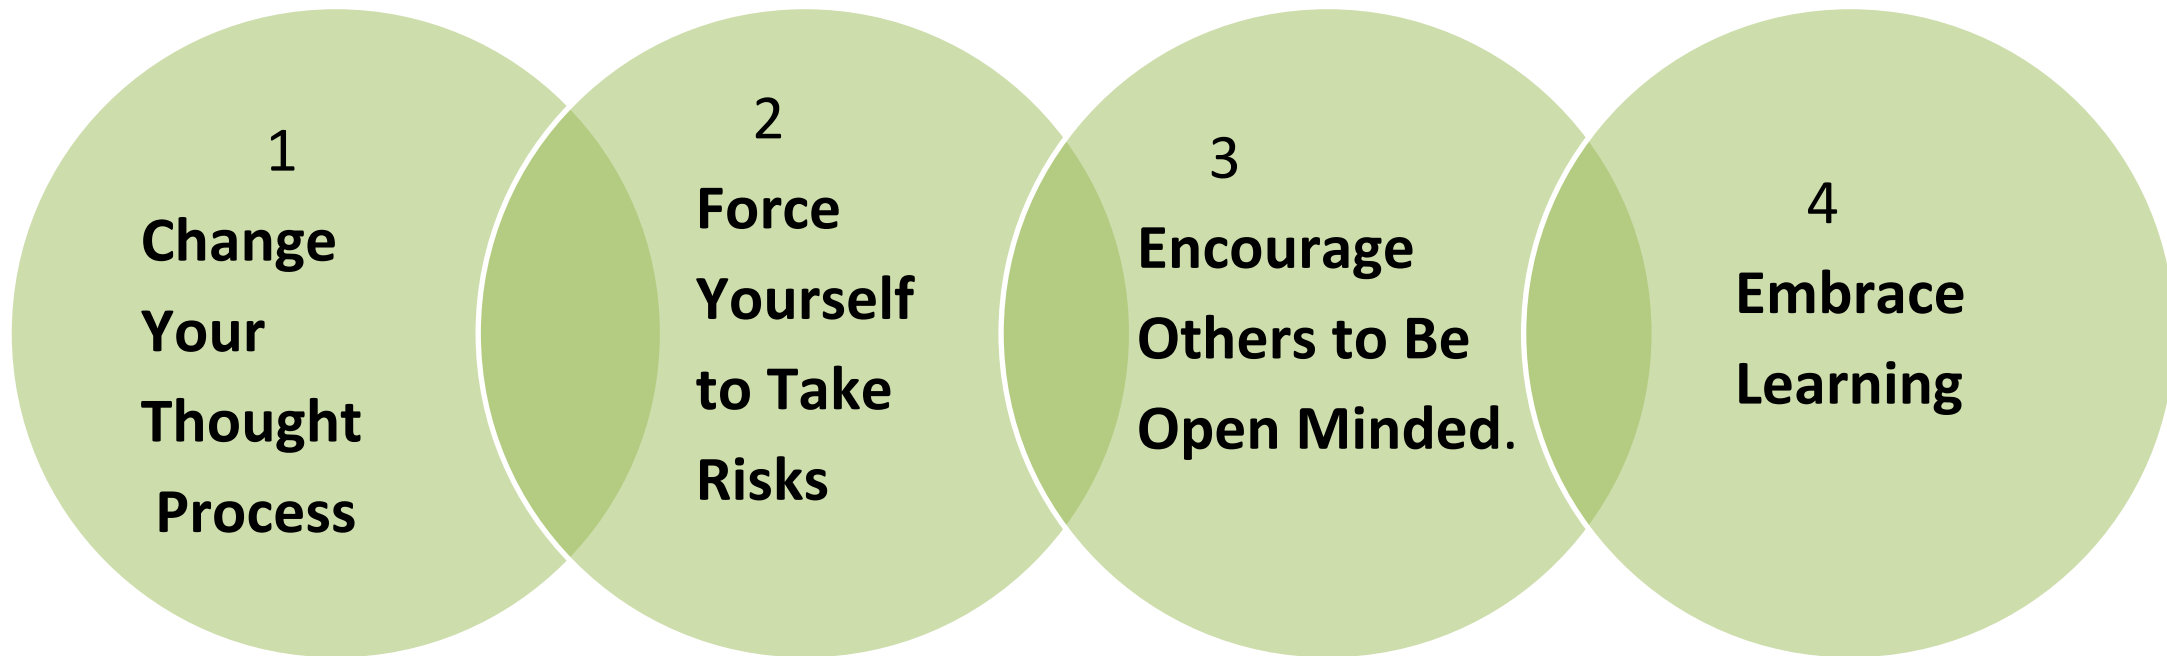 1
Change
Your
Thought
Process
2
Force
Yourself
to Take
Risks
3
Encourage
Others to Be
Open Minded.
4
Embrace
Learning